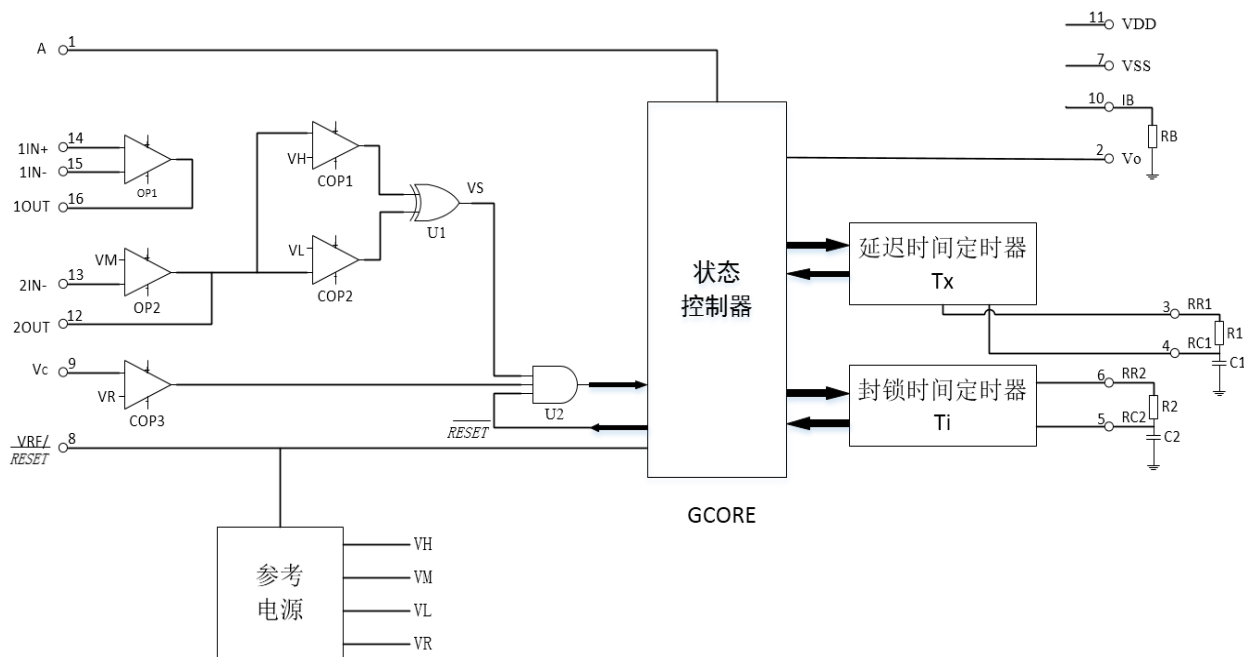 A 1
11 VDD
7 VSS
10 IB
RB
2 Vo
1IN+ 14
1IN- 15
1OUT 16
OP1
VH
COP1
VS
U1
VM
2IN- 13
OP2
2OUT 12
VL
COP2
Vc 9
VR
COP3
U2
RESET
VRF/ 8
RESET
状态
控制器
GCORE
延迟时间定时器
Tx
3 RR1
R1
4 RC1
C1
封锁时间定时器
Ti
6 RR2
R2
5 RC2
C2
参考
电源
VH
VM
VL
VR